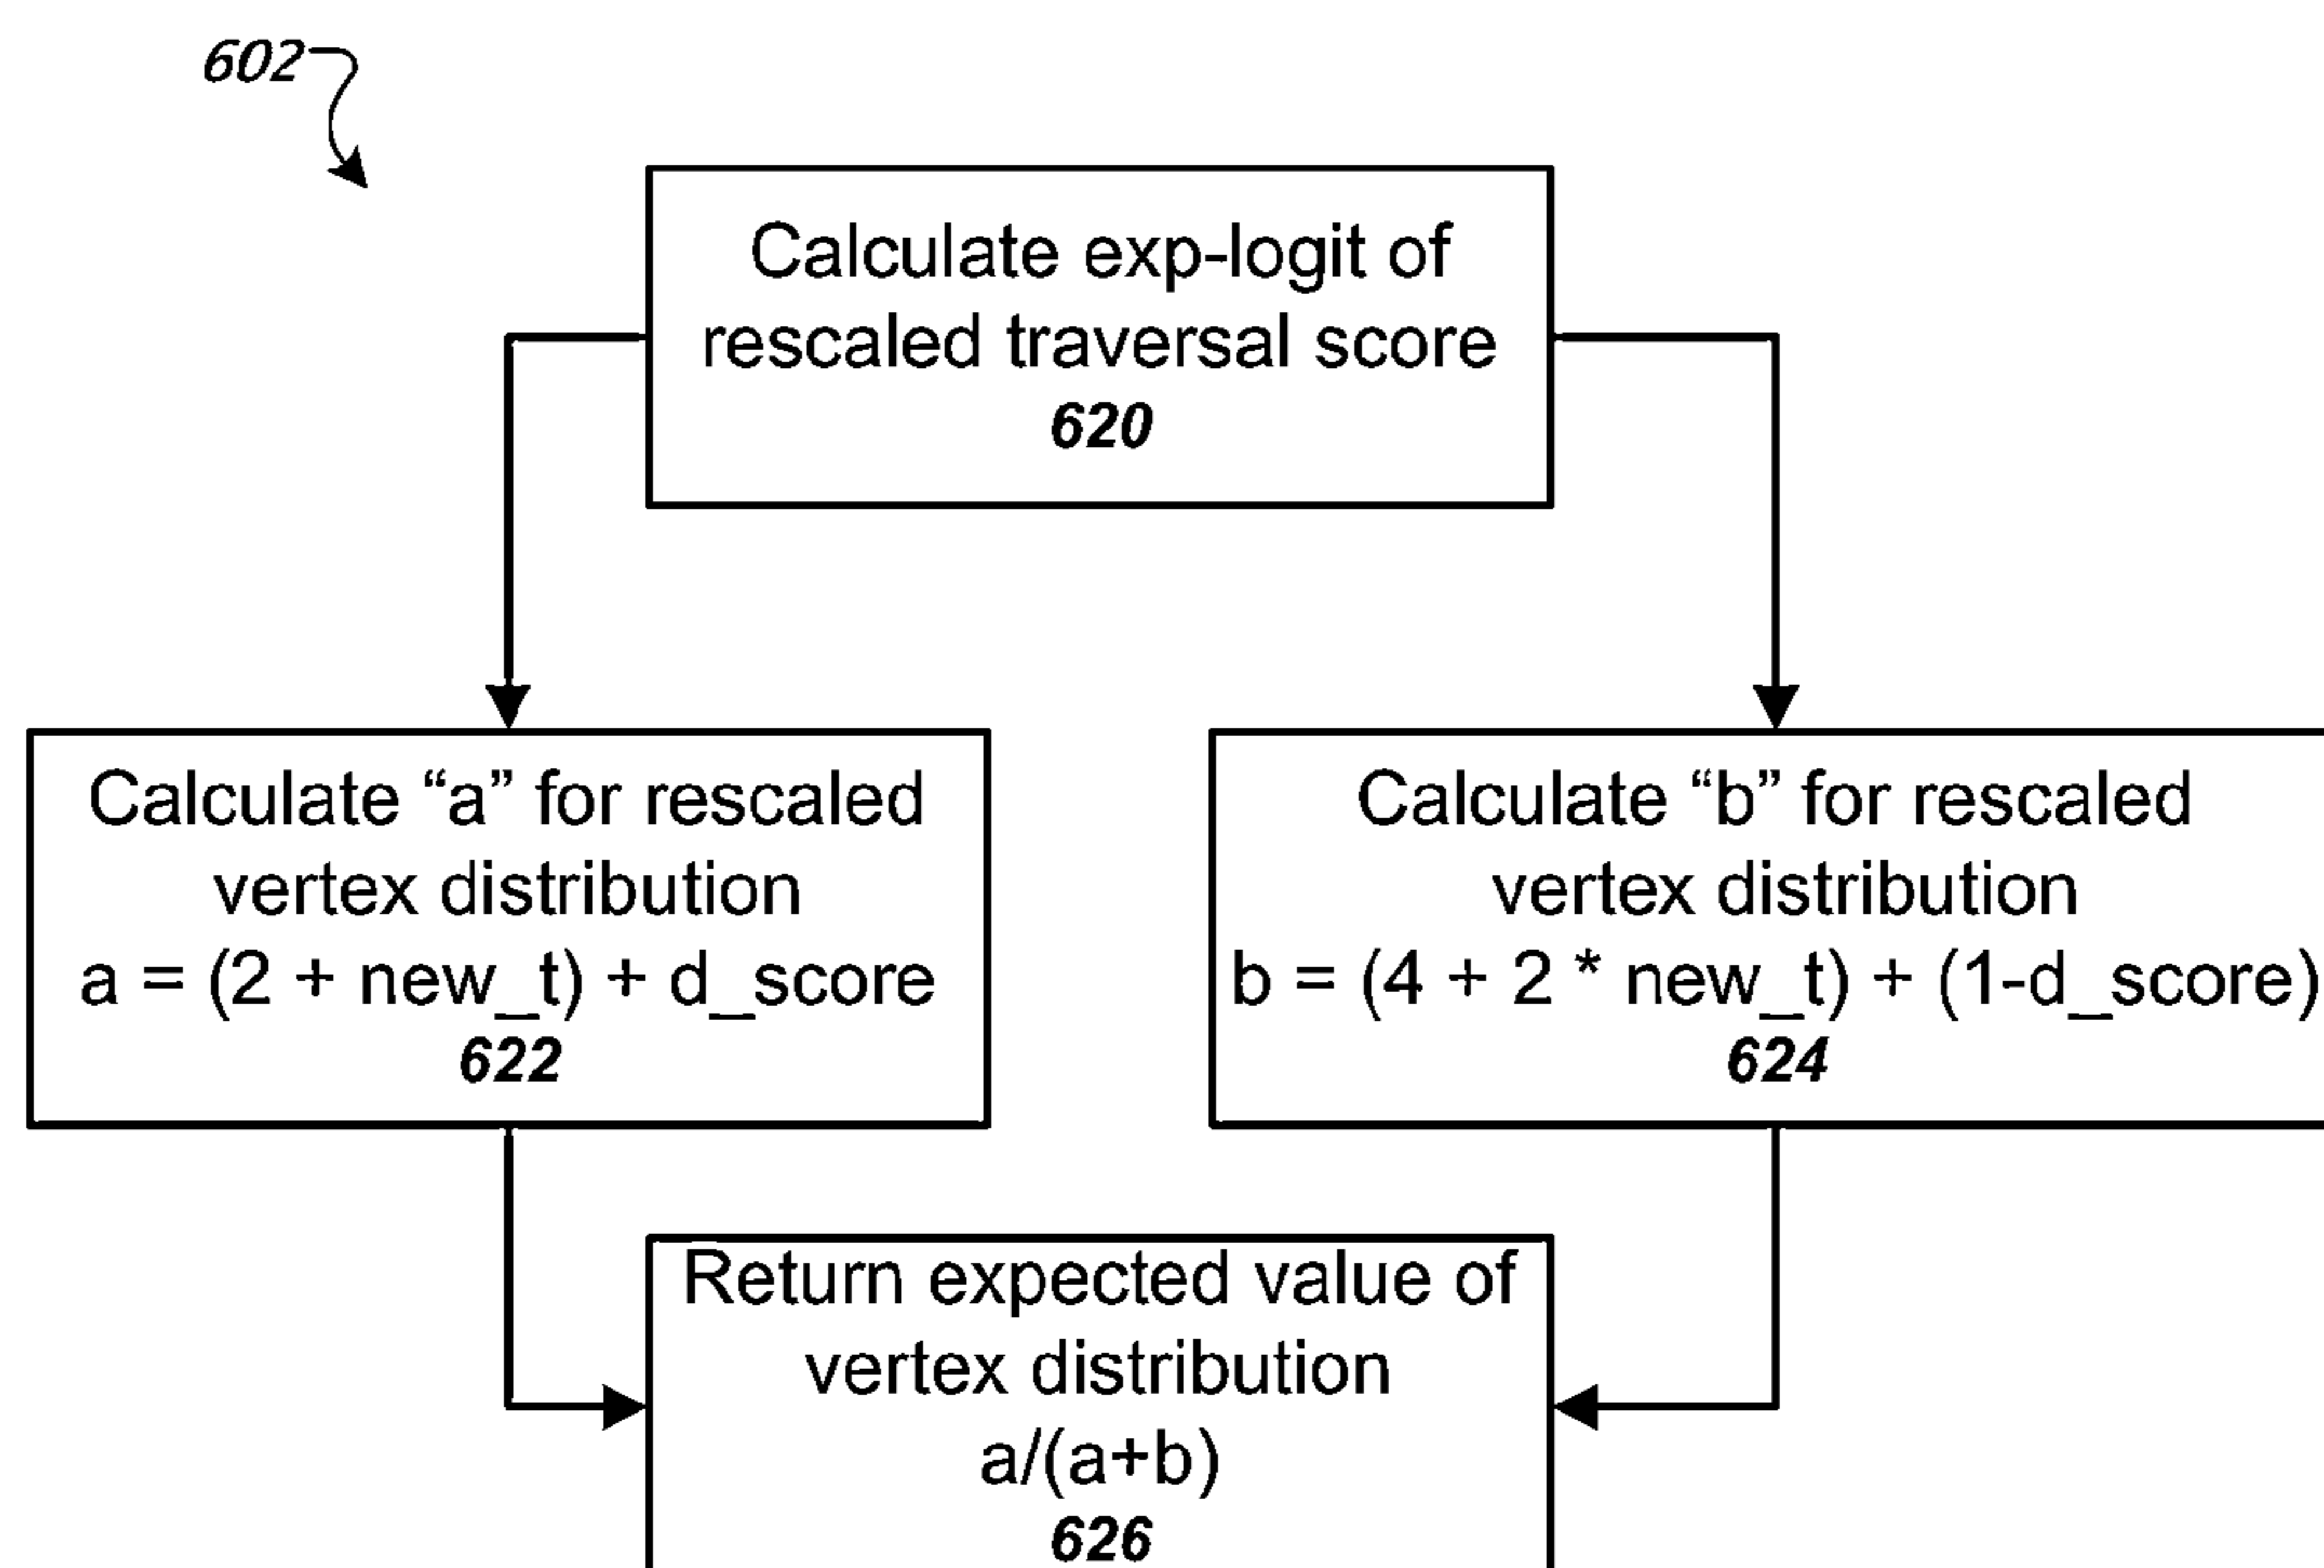 602
Calculate exp-logit of
rescaled traversal score
620
Calculate “a” for rescaled
vertex distribution
a = (2 + new_t) + d_score
622
Calculate “b” for rescaled
vertex distribution
b = (4 + 2 * new_t) + (1-d_score)
624
Return expected value of
vertex distribution
a/(a+b)
626